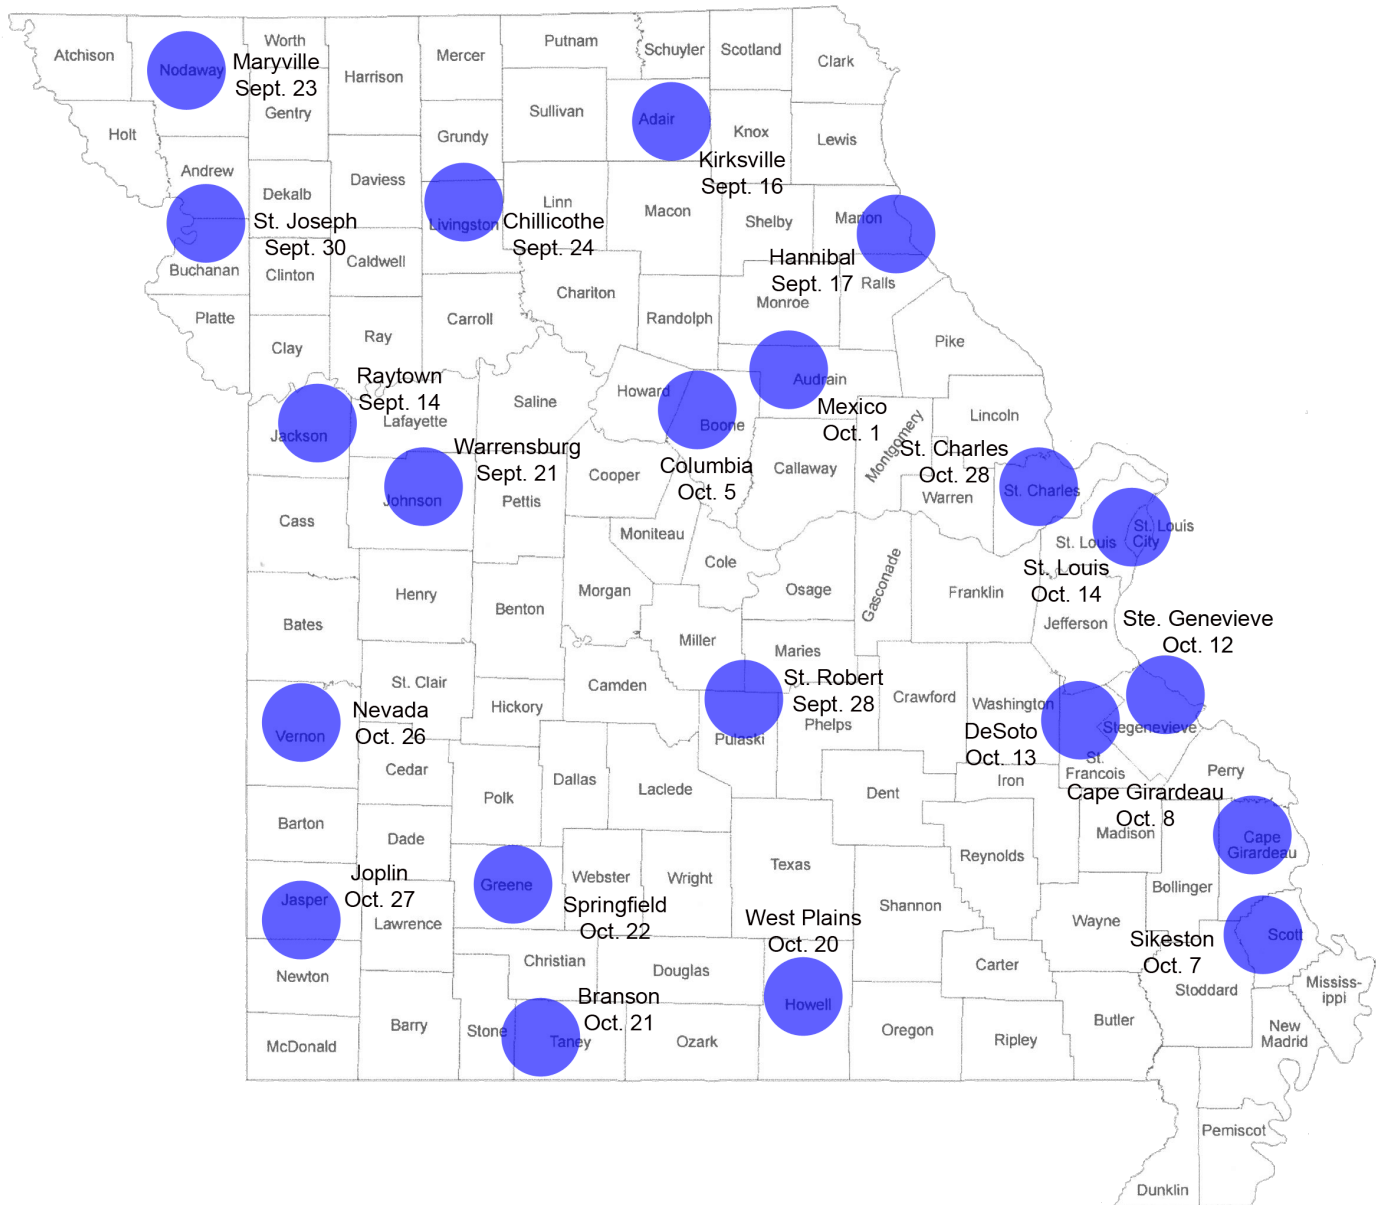 Atchison
Nodaway
Maryville
Sept. 23
Worth
Gentry
Harrison
Mercer
Putnam
Schuyler
Scotland
Clark
Holt
Andrew
Dekalb
Daviess
Grundy
Sullivan
Adair
Kirksville
Sept. 16
Knox
Lewis
St. Joseph
Sept. 30
Buchanan
Clinton
Caldwell
Livingston
Chillicothe
Sept. 24
Linn
Macon
Shelby
Marion
Hannibal
Sept. 17
Ralls
Monroe
Platte
Clay
Ray
Carroll
Chariton
Randolph
Pike
Raytown
Sept. 14
Jackson
Lafayette
Saline
Howard
Boone
Columbia
Oct. 5
Audrain
Mexico
Oct. 1
Montgomery
Lincoln
St. Charles
Oct. 28
Warren
St. Charles
Warrensburg
Sept. 21
Johnson
Pettis
Cooper
Callaway
Cass
Moniteau
Cole
St. Louis
City
St. Louis
St. Louis
Oct. 14
Henry
Benton
Morgan
Osage
Gasconade
Franklin
Jefferson
Bates
Miller
Maries
Ste. Genevieve
Oct. 12
St. Clair
Hickory
Camden
St. Robert
Sept. 28
Pulaski
Phelps
Crawford
Washington
DeSoto
Oct. 13
Stegenevieve
St.
Francois
Nevada
Oct. 26
Vernon
Cedar
Polk
Dallas
Laclede
Dent
Iron
Perry
Cape Girardeau
Oct. 8
Madison
Cape
Girardeau
Barton
Dade
Texas
Reynolds
Bollinger
Joplin
Oct. 27
Jasper
Lawrence
Greene
Springfield
Oct. 22
Webster
Wright
West Plains
Oct. 20
Shannon
Wayne
Sikeston
Oct. 7
Scott
Stoddard
Mississ-
ippi
Newton
Christian
Douglas
Howell
Carter
Branson
Oct. 21
Stone
Taney
Ozark
Oregon
Ripley
Butler
New
Madrid
McDonald
Barry
Pemiscot
Dunklin